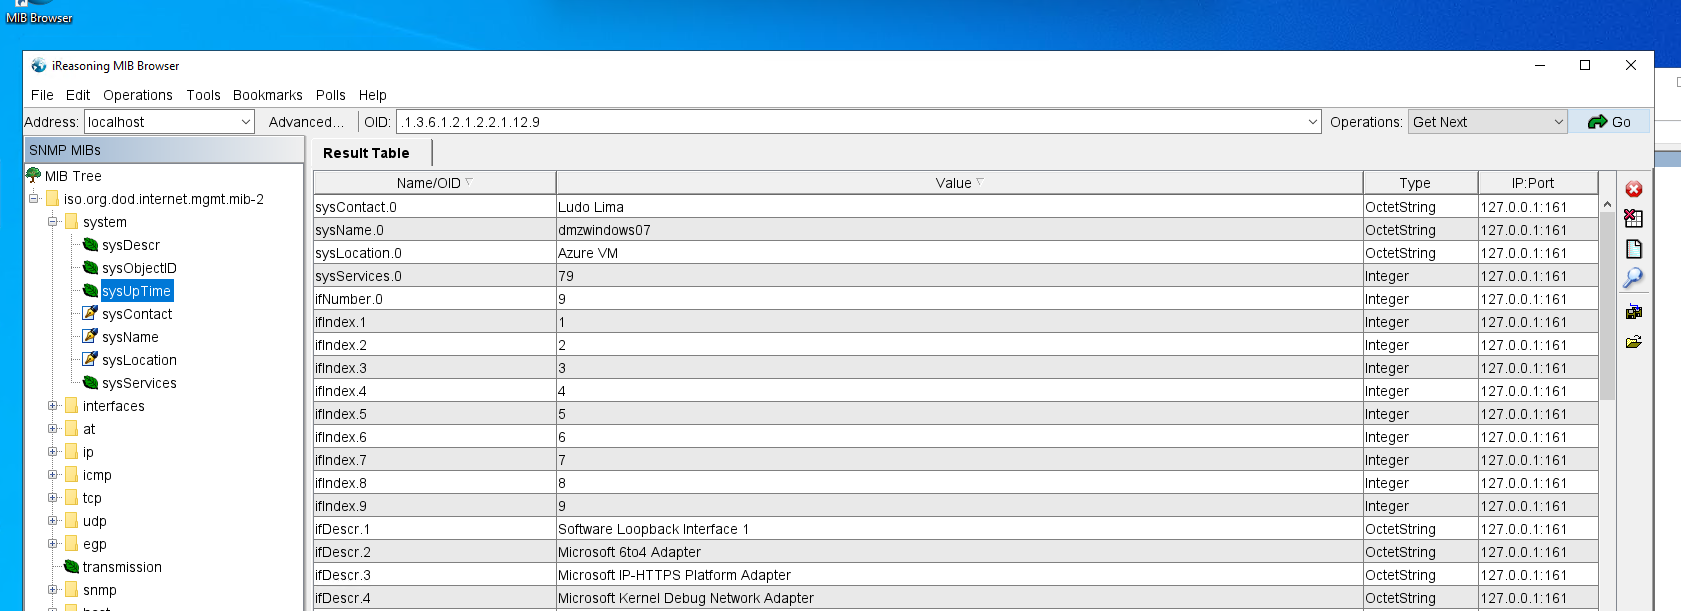 MIB Browser
iReasoning MIB Browser
File Edit Operations Tools Bookmarks Polls Help
Address: localhost Advanced... OID: .1.3.6.1.2.1.2.2.1.12.9 Operations: Get Next Go
SNMP MIBs
MIB Tree
iso.org.dod.internet.mgmt.mib-2
system
sysDescr
sysObjectID
sysUpTime
sysContact
sysName
sysLocation
sysServices
interfaces
at
ip
icmp
tcp
udp
egp
transmission
snmp
Result Table
Name/OID Value Type IP:Port
sysContact.0 Ludo Lima OctetString 127.0.0.1:161
sysName.0 dmzwindows07 OctetString 127.0.0.1:161
sysLocation.0 Azure VM OctetString 127.0.0.1:161
sysServices.0 79 Integer 127.0.0.1:161
ifNumber.0 9 Integer 127.0.0.1:161
ifIndex.1 1 Integer 127.0.0.1:161
ifIndex.2 2 Integer 127.0.0.1:161
ifIndex.3 3 Integer 127.0.0.1:161
ifIndex.4 4 Integer 127.0.0.1:161
ifIndex.5 5 Integer 127.0.0.1:161
ifIndex.6 6 Integer 127.0.0.1:161
ifIndex.7 7 Integer 127.0.0.1:161
ifIndex.8 8 Integer 127.0.0.1:161
ifIndex.9 9 Integer 127.0.0.1:161
ifDescr.1 Software Loopback Interface 1 OctetString 127.0.0.1:161
ifDescr.2 Microsoft 6to4 Adapter OctetString 127.0.0.1:161
ifDescr.3 Microsoft IP-HTTPS Platform Adapter OctetString 127.0.0.1:161
ifDescr.4 Microsoft Kernel Debug Network Adapter OctetString 127.0.0.1:161